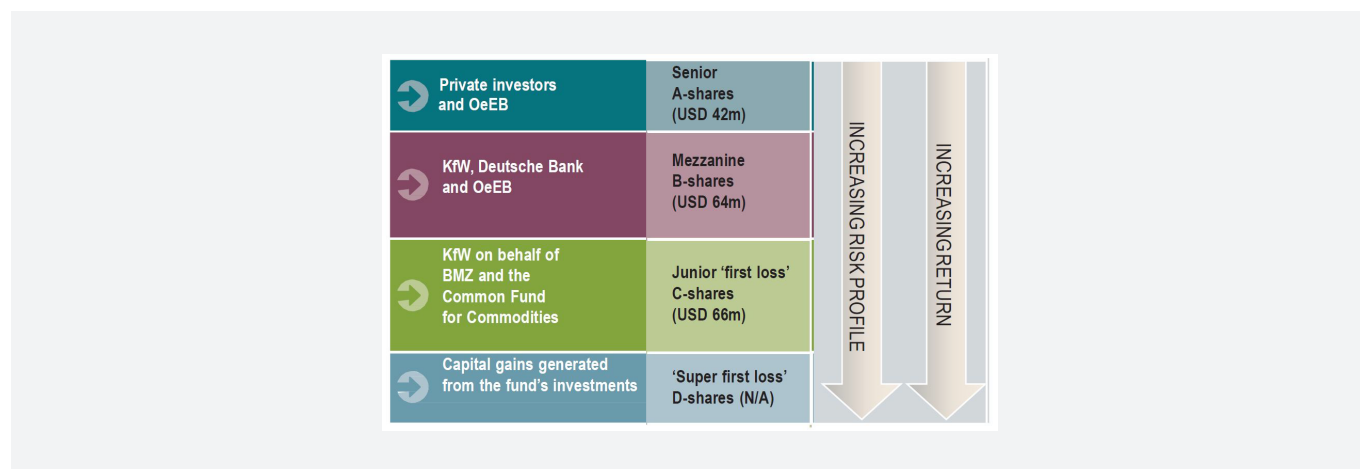 Private investors
and OeEB
Senior
A-shares
(USD 42m)
KfW, Deutsche Bank
and OeEB
Mezzanine
B-shares
(USD 64m)
KfW on behalf of
BMZ and the
Common Fund
for Commodities
Junior ‘first loss’
C-shares
(USD 66m)
Capital gains generated
from the fund’s investments
‘Super first loss’
D-shares (N/A)
INCREASING RISK PROFILE
INCREASING RETURN